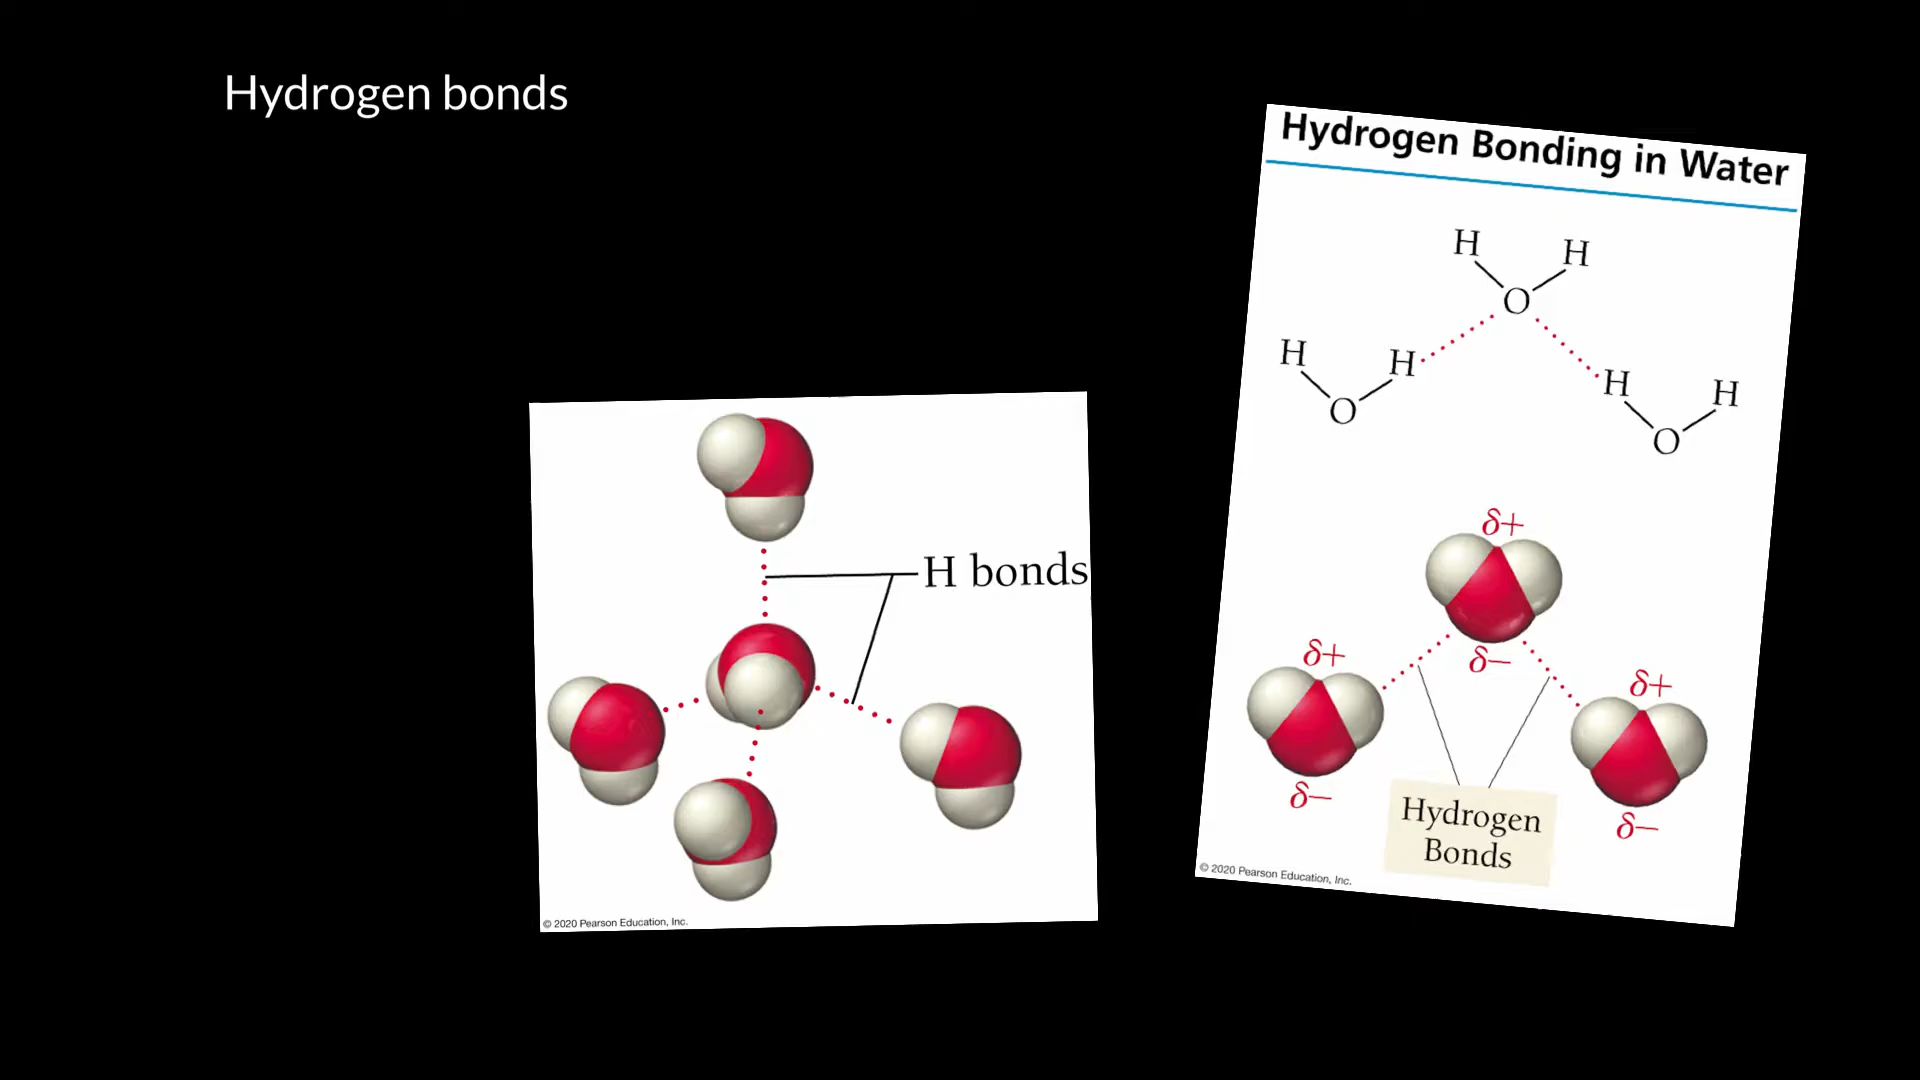 Hydrogen bonds
H bonds
© 2020 Pearson Education, Inc.
Hydrogen Bonding in Water
H H
O
H H
O
H H
O
δ+
δ−
δ+
δ−
δ+
δ−
Hydrogen
Bonds
© 2020 Pearson Education, Inc.